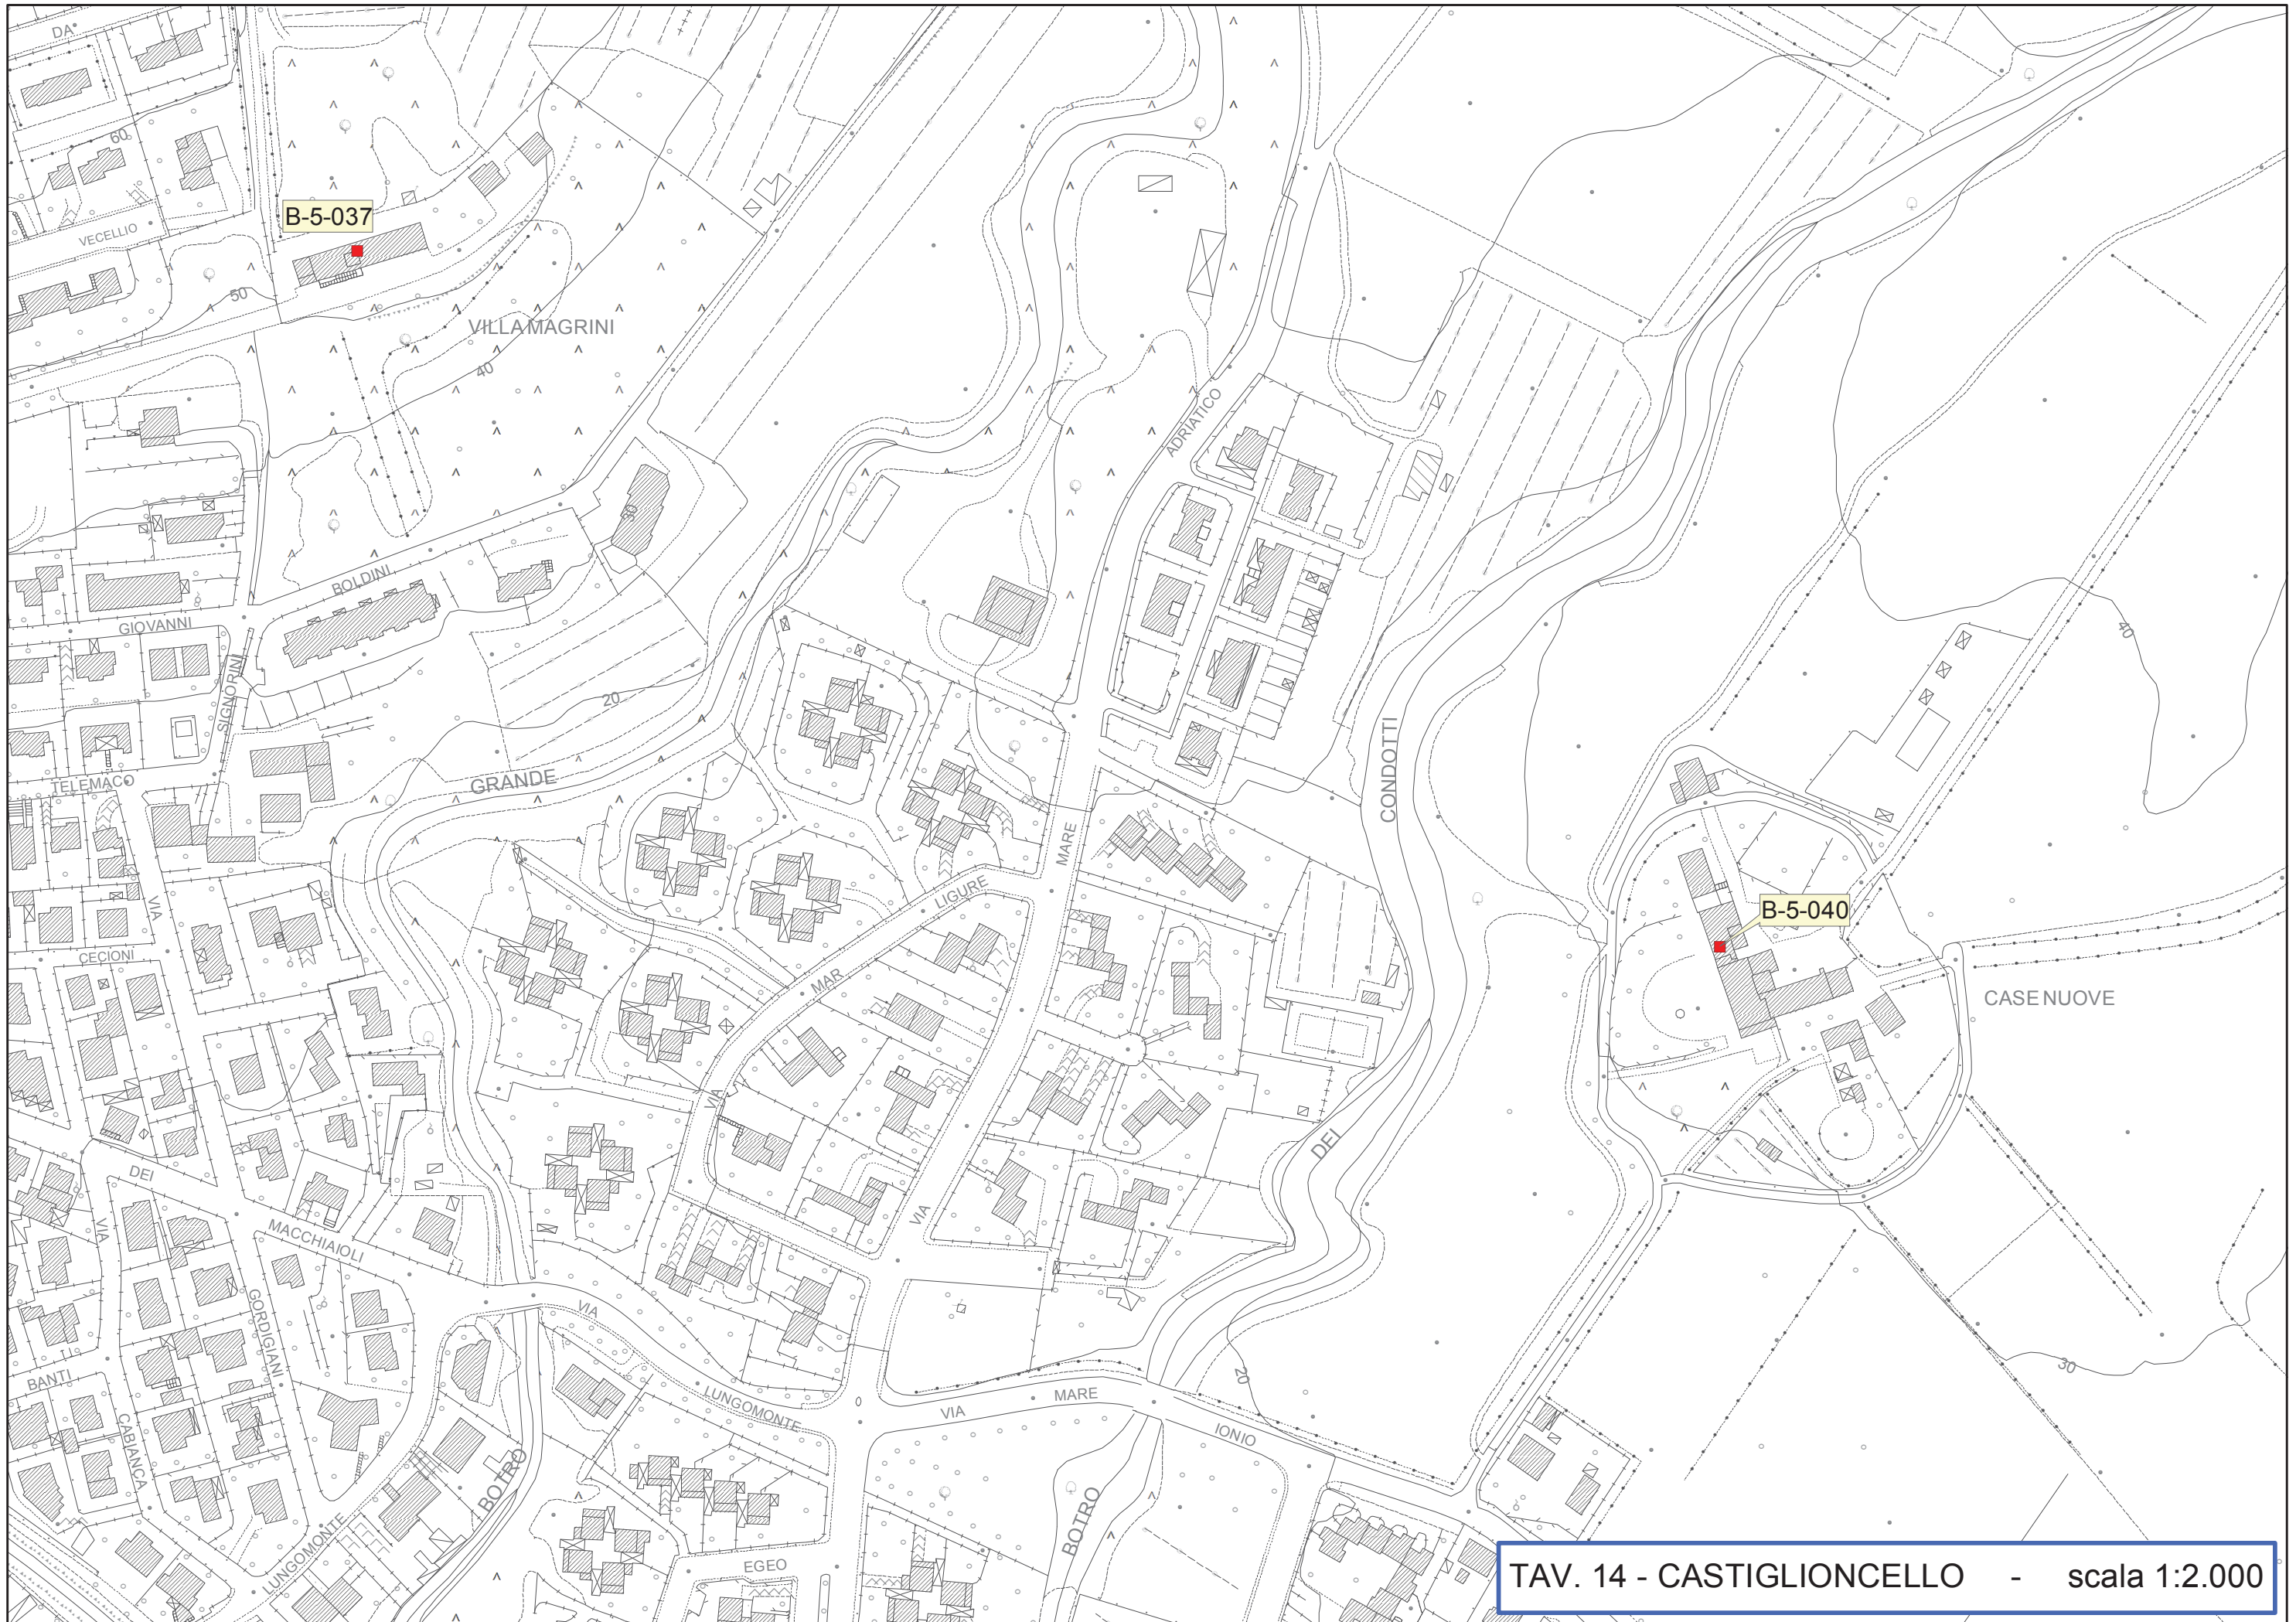 DA
60
B-5-037
VECELLIO
50
VILLA MAGRINI
40
ADRIATICO
30
BOLDINI
GIOVANNI
SIGNORINI
20
40
TELEMACO
GRANDE
CONDOTTI
MARE
LIGURE
VIA
B-5-040
CECIONI
MAR
CASE NUOVE
VIA
DEI
DEI
VIA
VIA
MACCHIAIOLI
VIA
GORDIGIANI
30
BANTI
20
LUNGOMONTE
MARE
VIA
IONIO
CABIANCA
BOTRO
BOTRO
LUNGOMONTE
EGEO
TAV. 14 - CASTIGLIONCELLO - scala 1:2.000